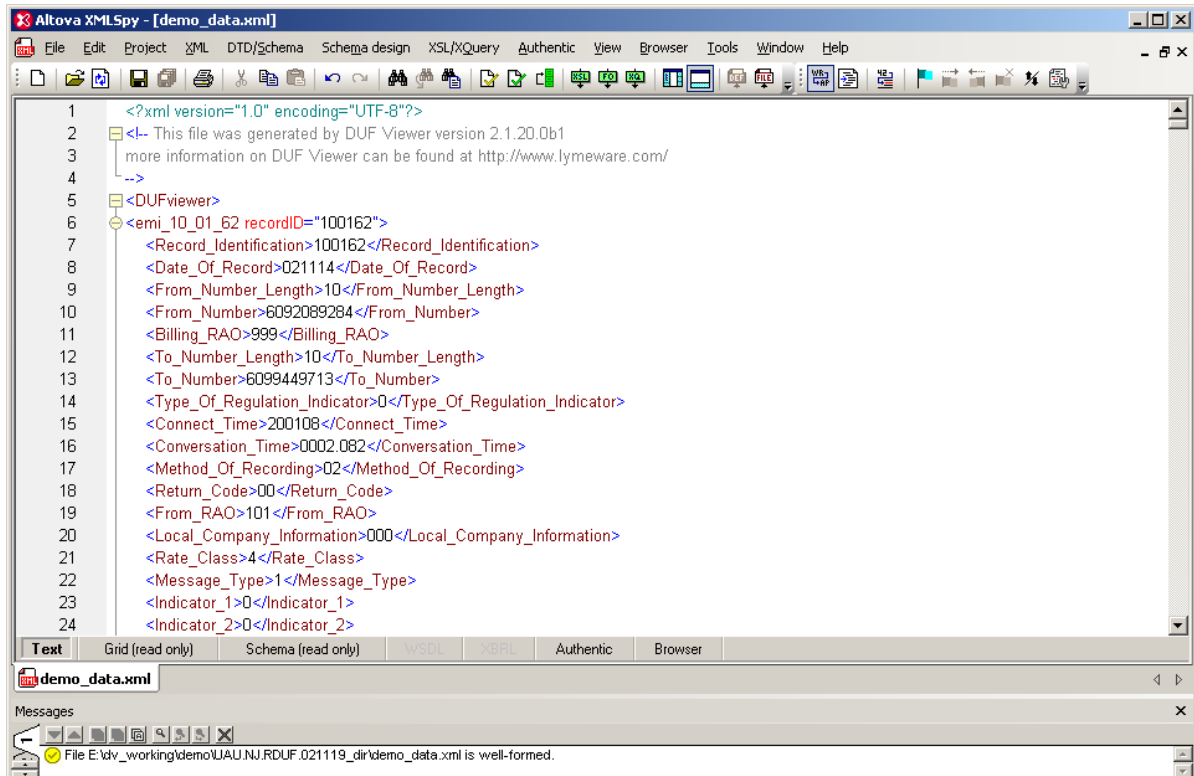 Altova XMLSpy - [demo_data.xml]
File Edit Project XML DTD/Schema Schema design XSL/XQuery Authentic View Browser Tools Window Help
1 <?xml version="1.0" encoding="UTF-8"?>
2 <!-- This file was generated by DUF Viewer version 2.1.20.0b1
3 more information on DUF Viewer can be found at http://www.lymeware.com/
4 -->
5 <DUFviewer>
6 <emi_10_01_62 recordID="100162">
7 <Record_Identification>100162</Record_Identification>
8 <Date_Of_Record>021114</Date_Of_Record>
9 <From_Number_Length>10</From_Number_Length>
10 <From_Number>6092089284</From_Number>
11 <Billing_RAO>999</Billing_RAO>
12 <To_Number_Length>10</To_Number_Length>
13 <To_Number>6099449713</To_Number>
14 <Type_Of_Regulation_Indicator>0</Type_Of_Regulation_Indicator>
15 <Connect_Time>200108</Connect_Time>
16 <Conversation_Time>0002.082</Conversation_Time>
17 <Method_Of_Recording>02</Method_Of_Recording>
18 <Return_Code>00</Return_Code>
19 <From_RAO>101</From_RAO>
20 <Local_Company_Information>000</Local_Company_Information>
21 <Rate_Class>4</Rate_Class>
22 <Message_Type>1</Message_Type>
23 <Indicator_1>0</Indicator_1>
24 <Indicator_2>0</Indicator_2>
Text Grid (read only) Schema (read only) WSDL XBRL Authentic Browser
demo_data.xml
Messages
File E:\dv_working\demo\UAU.NJ.RDUF.021119_dir\demo_data.xml is well-formed.